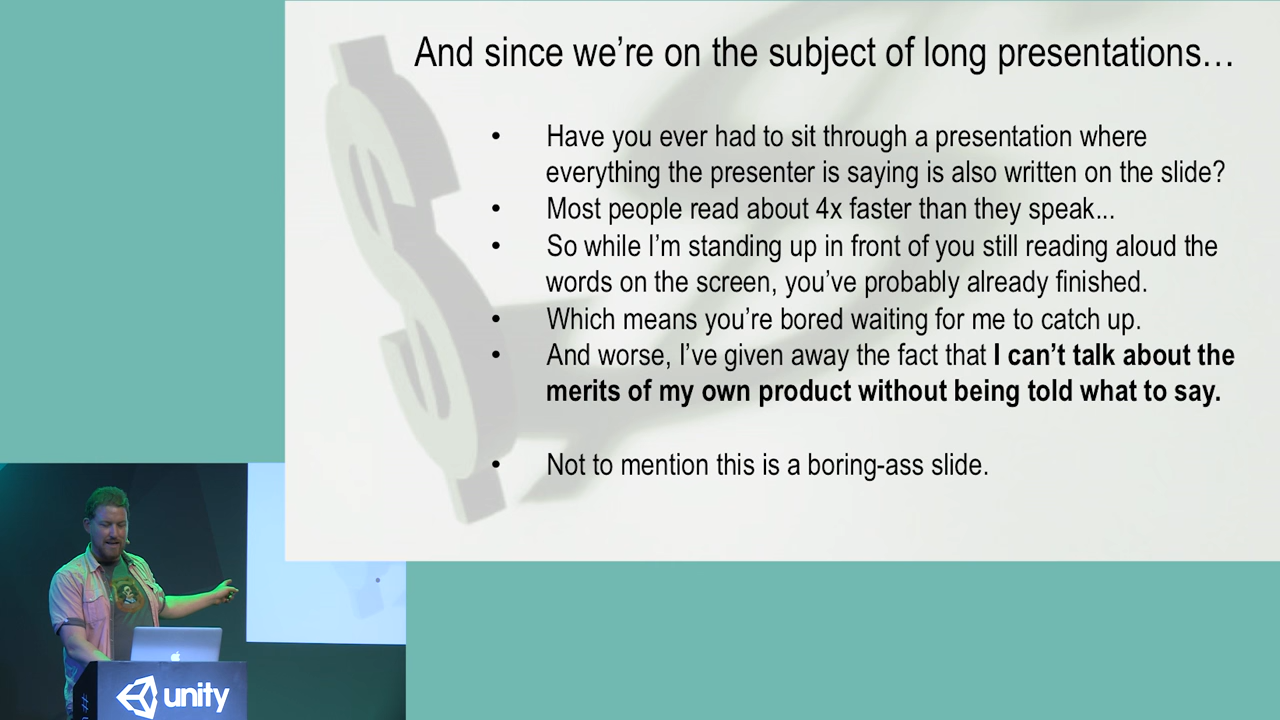 And since we’re on the subject of long presentations…
• Have you ever had to sit through a presentation where
everything the presenter is saying is also written on the slide?
• Most people read about 4x faster than they speak...
• So while I’m standing up in front of you still reading aloud the
words on the screen, you’ve probably already finished.
• Which means you’re bored waiting for me to catch up.
• And worse, I’ve given away the fact that I can’t talk about the
merits of my own product without being told what to say.
• Not to mention this is a boring-ass slide.
unity